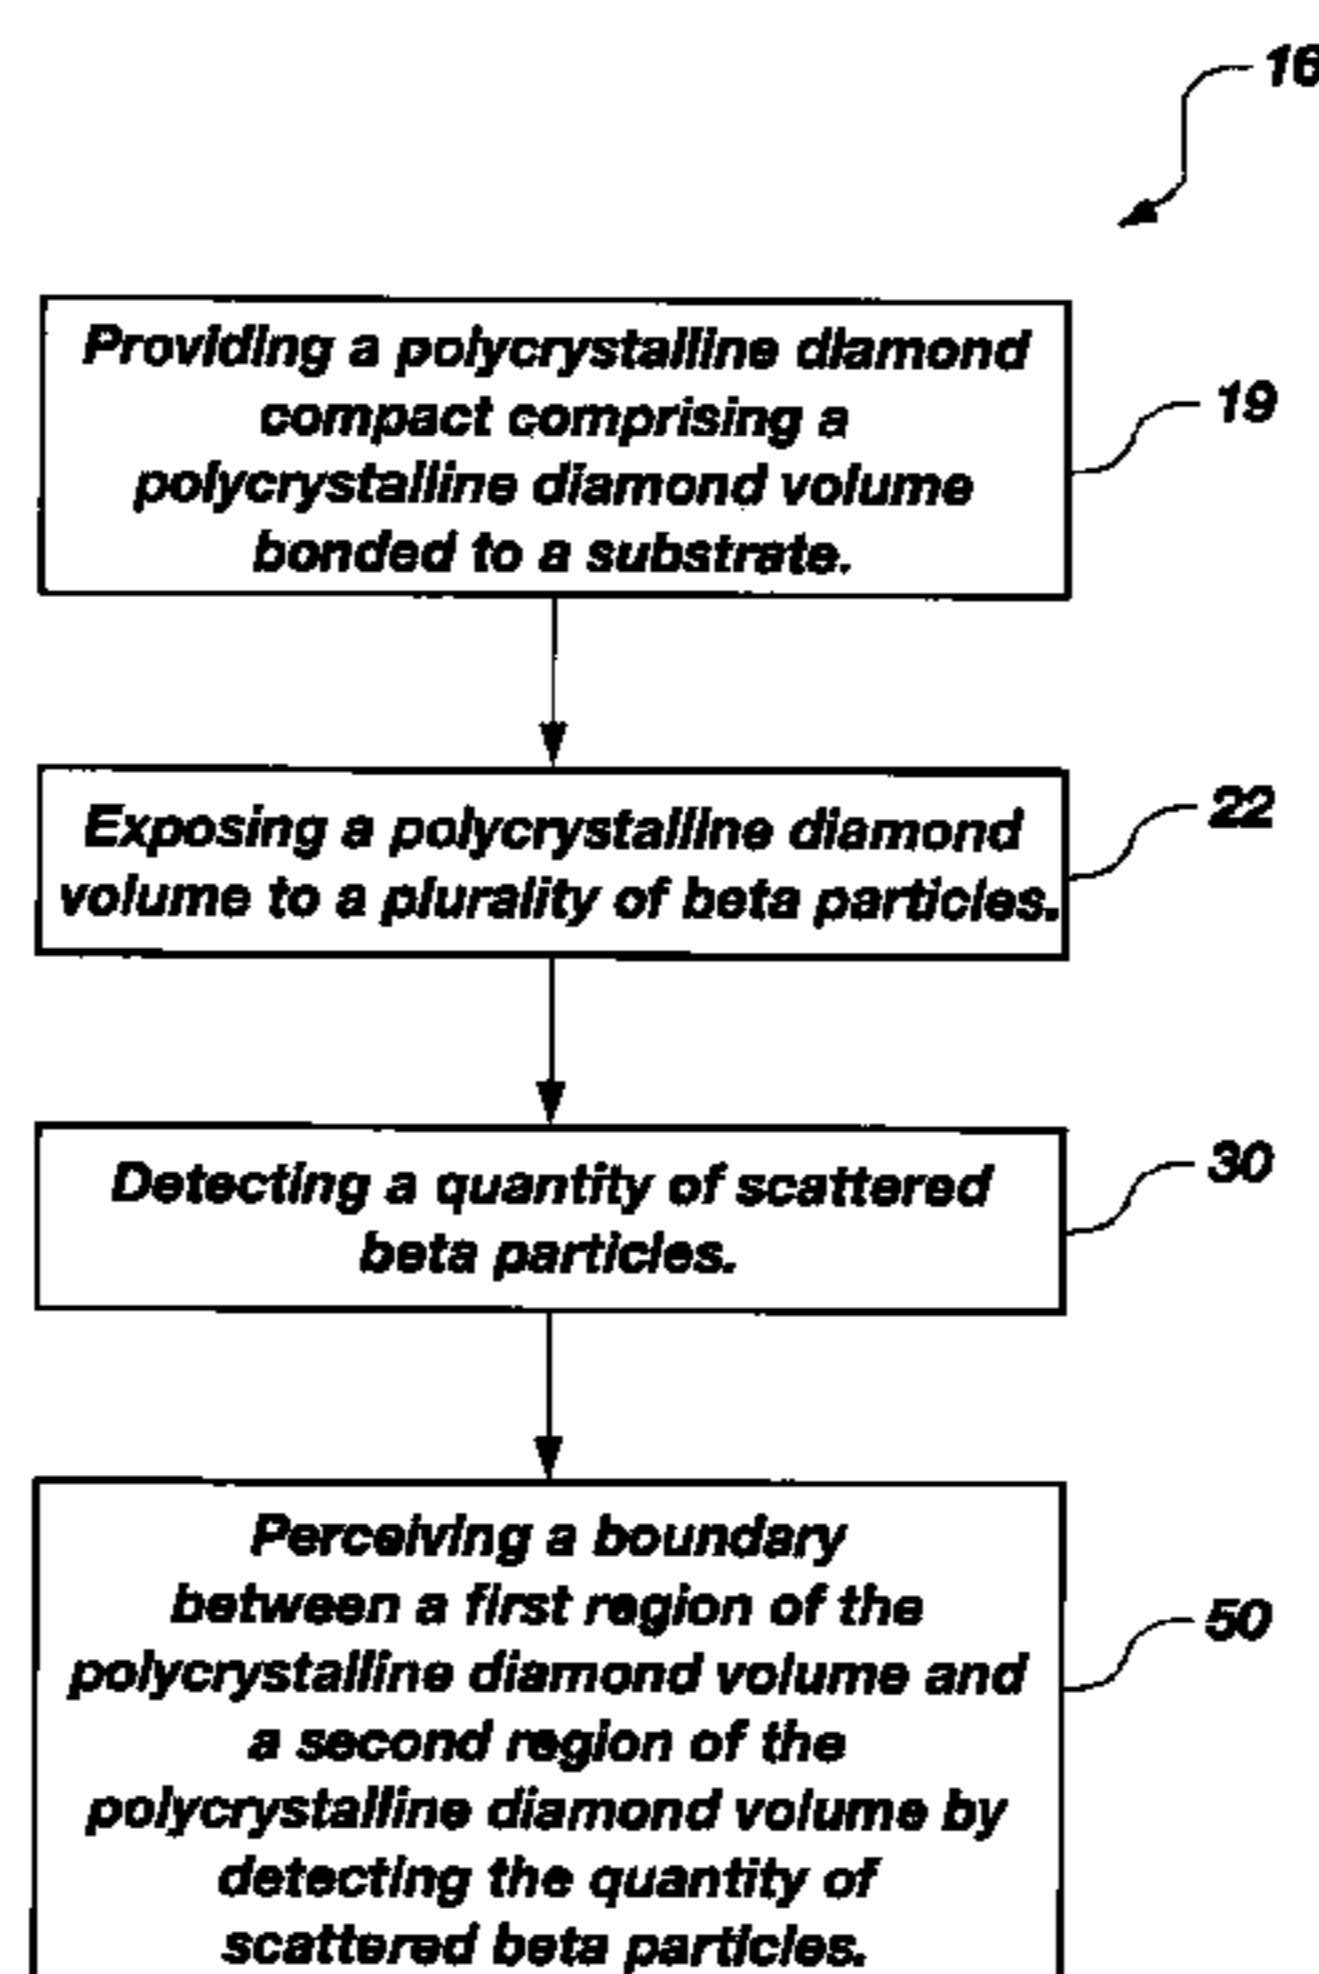 16
Providing a polycrystalline diamond
compact comprising a
polycrystalline diamond volume
bonded to a substrate.
19
Exposing a polycrystalline diamond
volume to a plurality of beta particles.
22
Detecting a quantity of scattered
beta particles.
30
Perceiving a boundary
between a first region of the
polycrystalline diamond volume and
a second region of the
polycrystalline diamond volume by
detecting the quantity of
scattered beta particles.
50